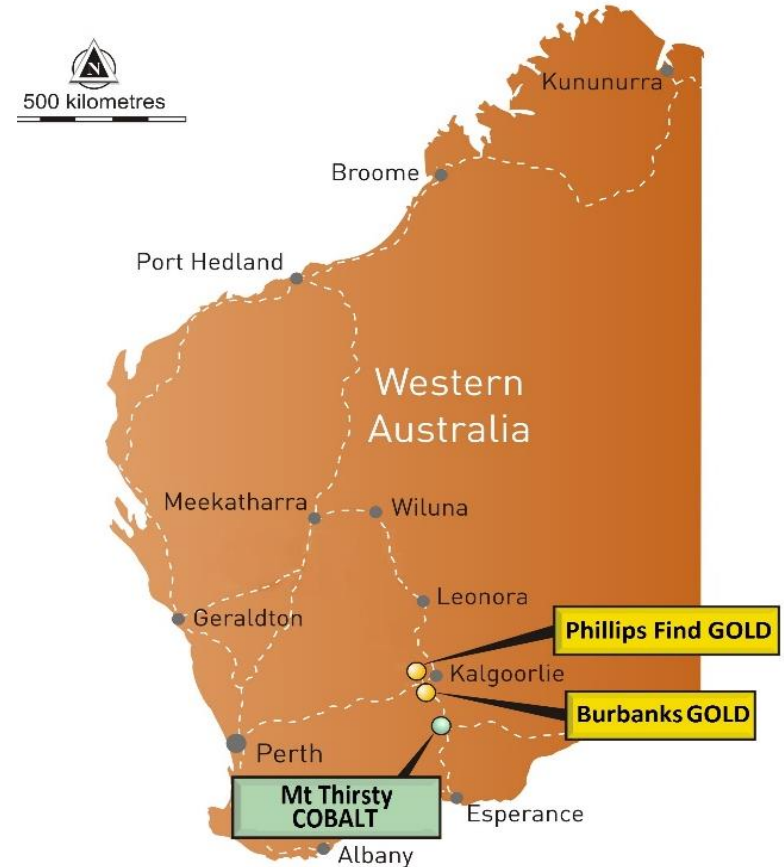 N
500 kilometres
Kununurra
Broome
Port Hedland
Western
Australia
Meekatharra
Wiluna
Leonora
Geraldton
Phillips Find GOLD
Kalgoorlie
Burbanks GOLD
Perth
Mt Thirsty
COBALT
Esperance
Albany